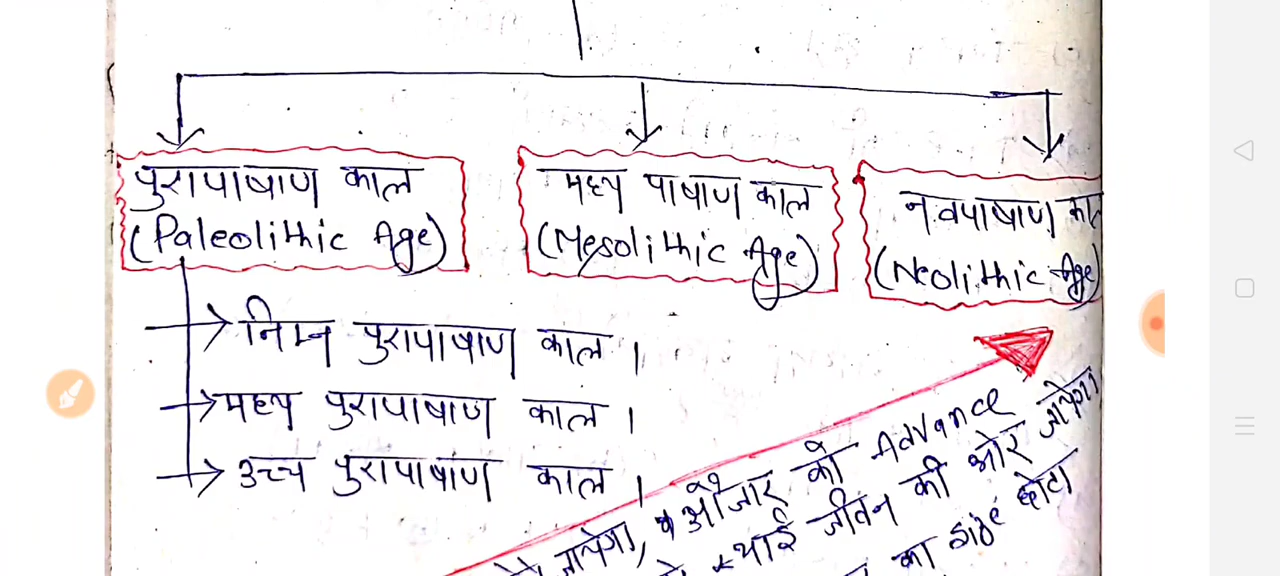 पुरापाषाण काल
(Paleolithic Age)
मध्य पाषाण काल
(Mesolithic Age)
नवपाषाण काल
(Neolithic Age)
निम्न पुरापाषाण काल।
मध्य पुरापाषाण काल।
उच्च पुरापाषाण काल।
जायेगा, औजार को Advance
स्थाई जीवन की ओर जायेगा
का size छोटा